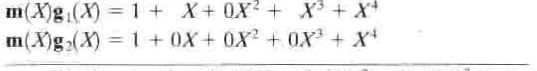 m(X)g₁(X) = 1 + X + 0X² + X³ + X⁴
m(X)g₂(X) = 1 + 0X + 0X² + 0X³ + X⁴